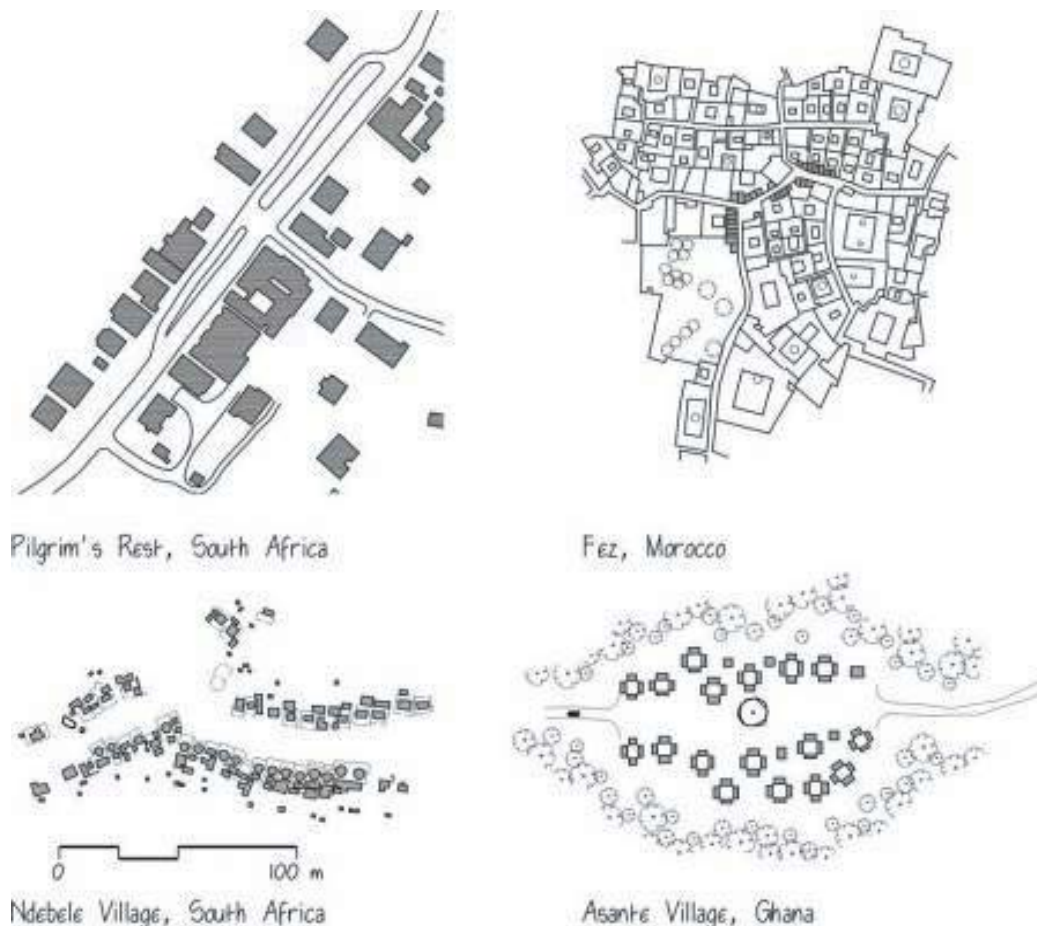 Pilgrim's Rest, South Africa
Fez, Morocco
0 100 m
Ndebele Village, South Africa
Asante Village, Ghana